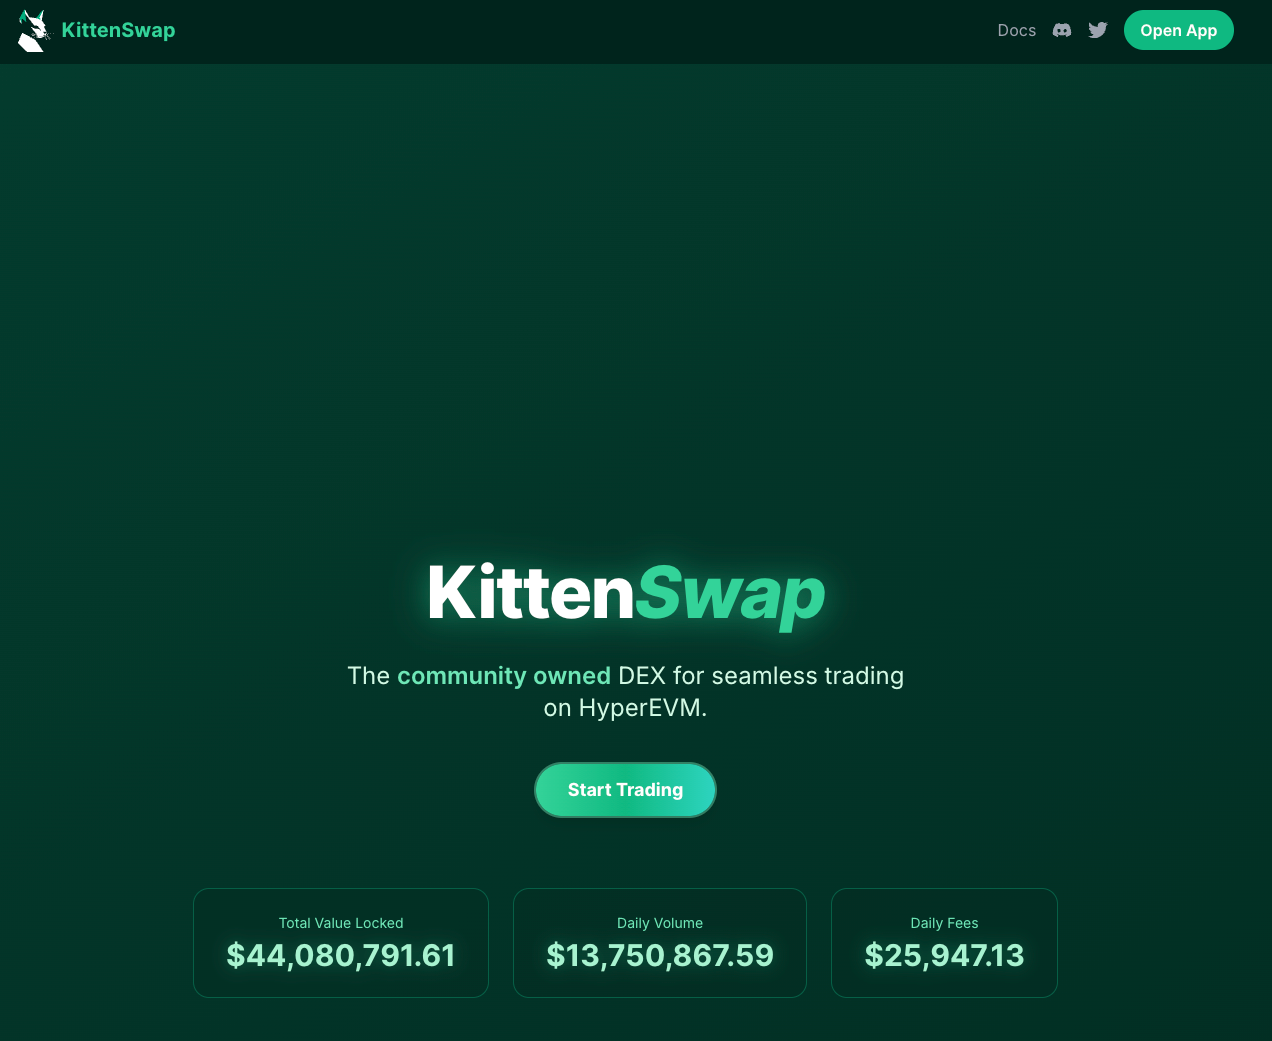 KittenSwap
Docs
Open App
KittenSwap
The community owned DEX for seamless trading
on HyperEVM.
Start Trading
Total Value Locked
$44,080,791.61
Daily Volume
$13,750,867.59
Daily Fees
$25,947.13